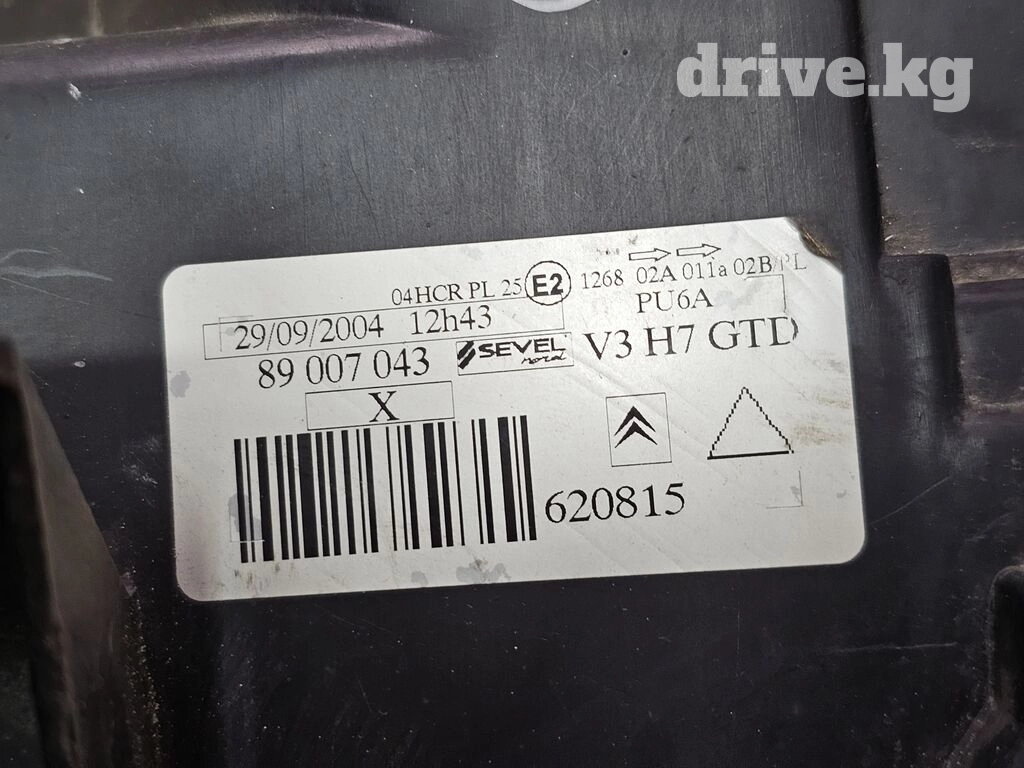 drive.kg
04HCR PL 25 E2 1268 02A 011a 02B/PL
PU6A
29/09/2004 12h43
89 007 043 SEVEL V3 H7 GTD
X
620815